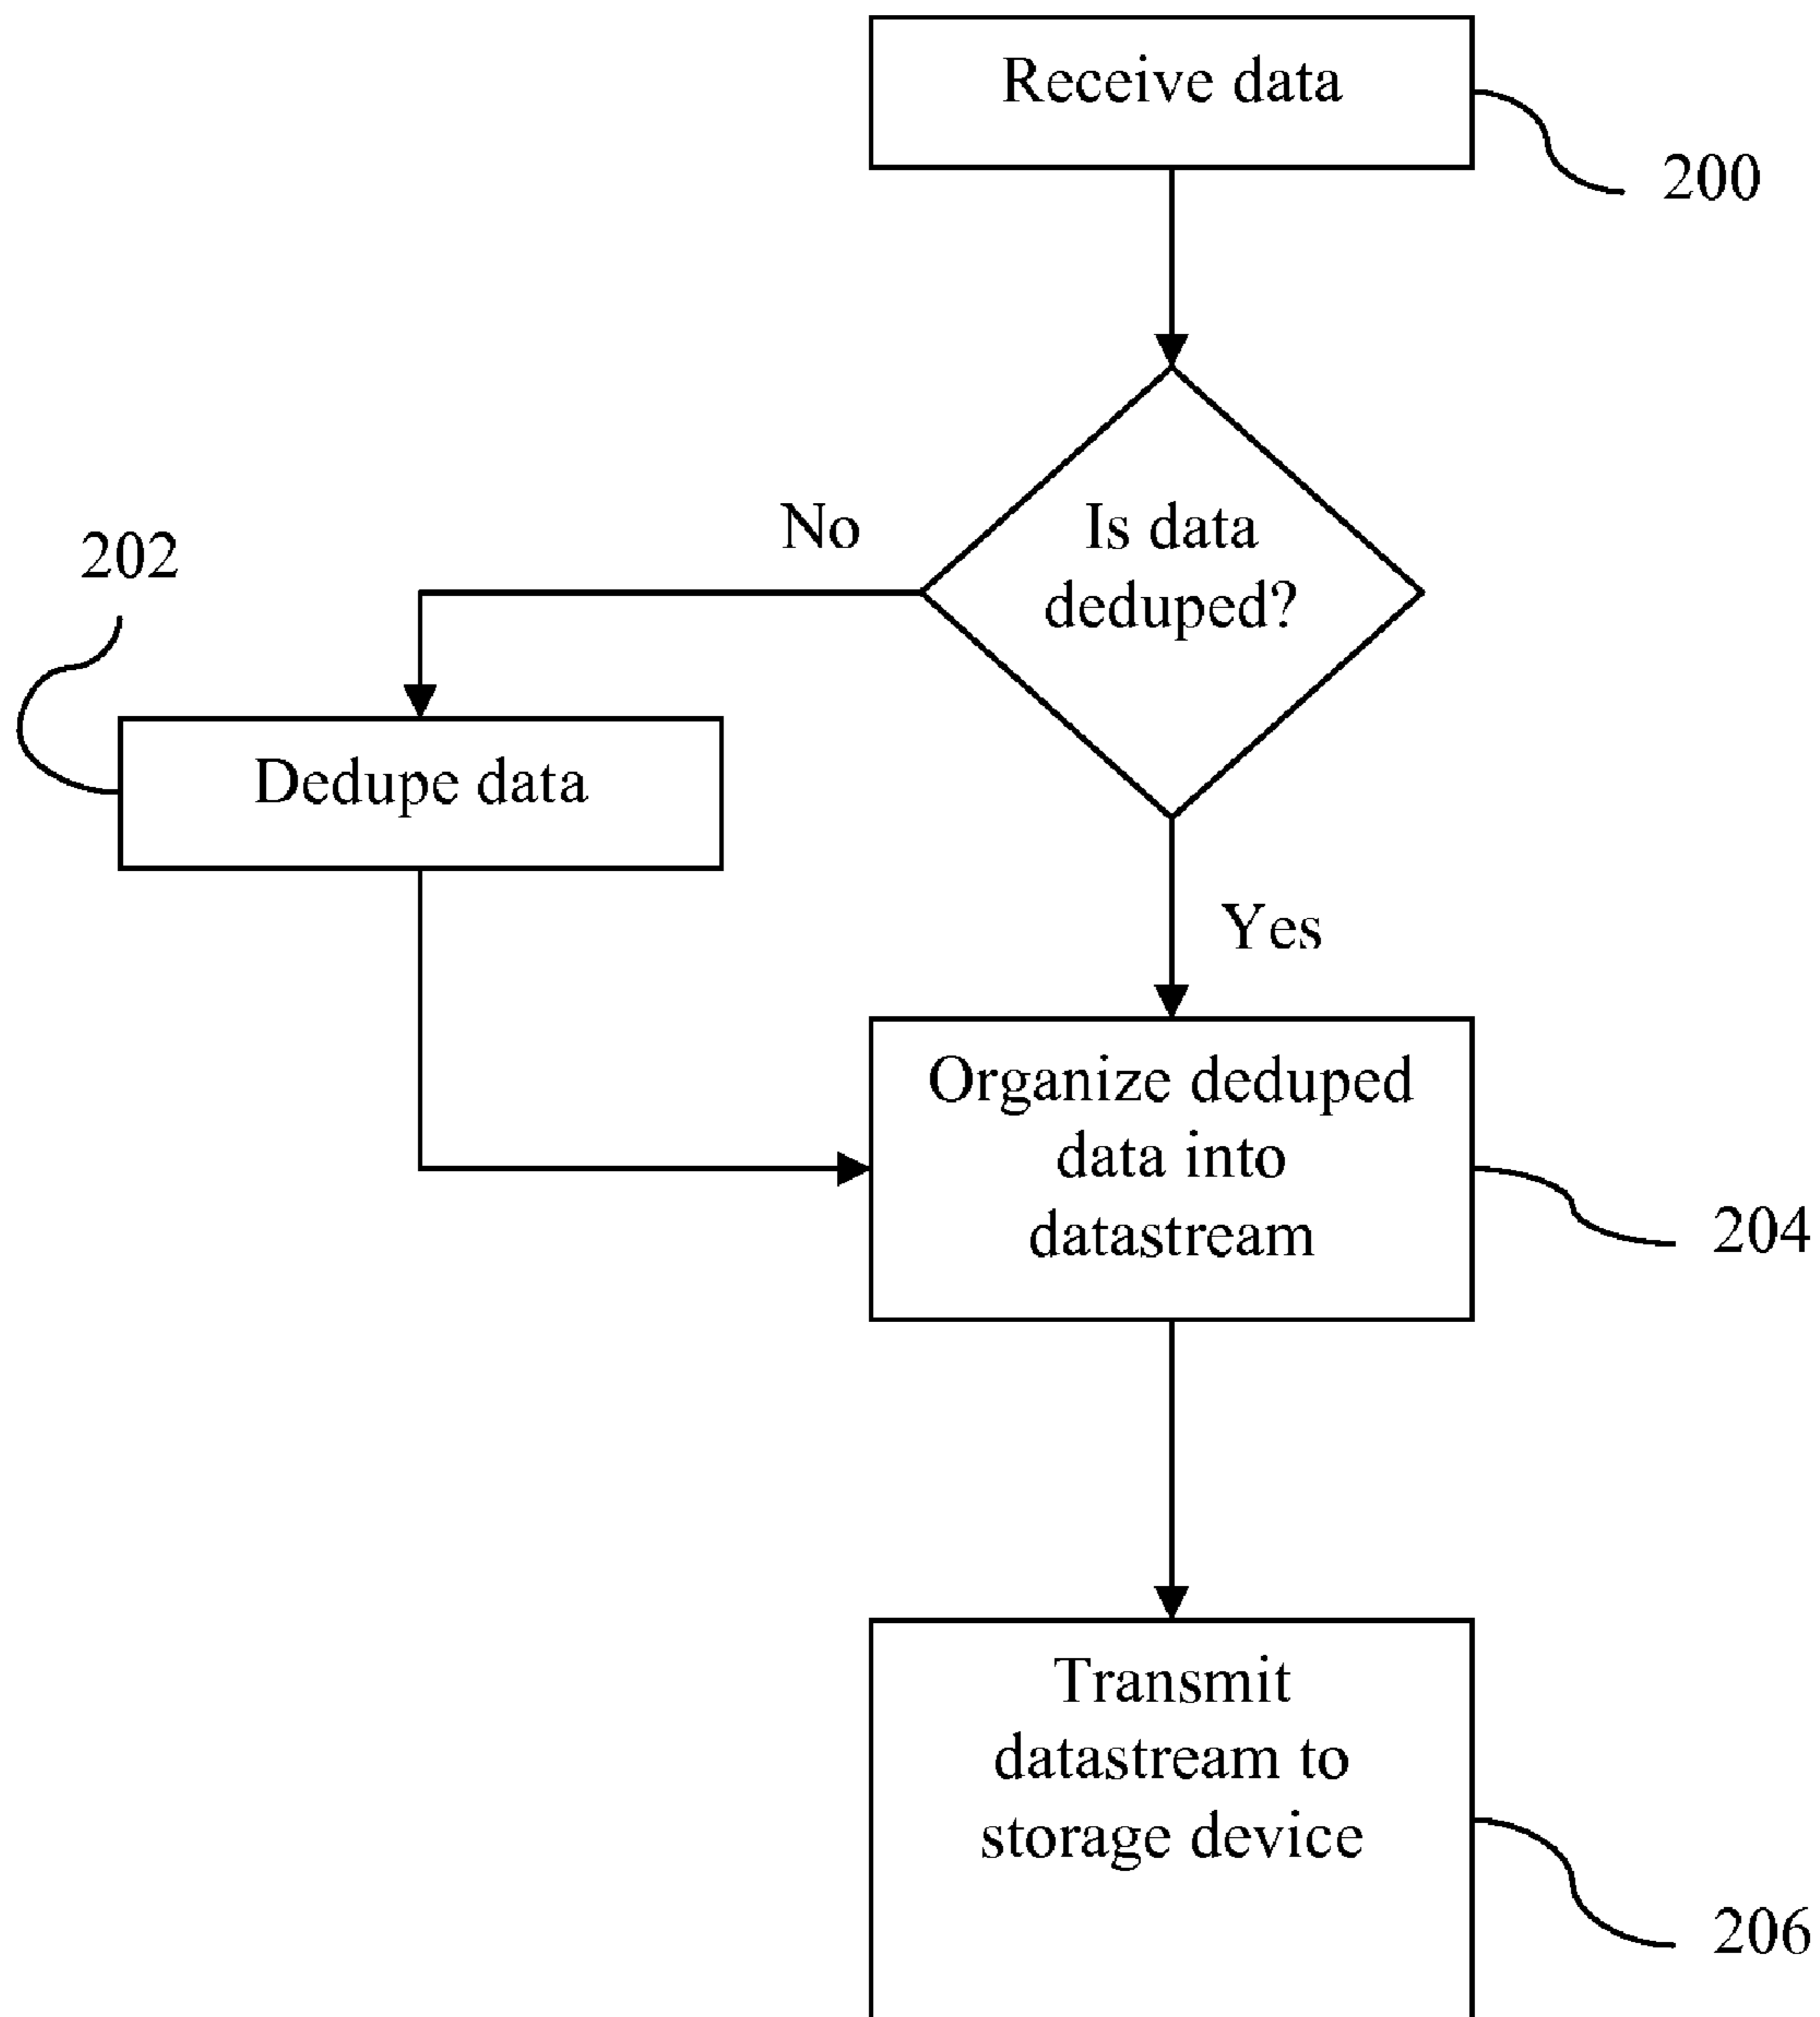 Receive data
200
Is data
deduped?
No
202
Dedupe data
Yes
Organize deduped
data into
datastream
204
Transmit
datastream to
storage device
206